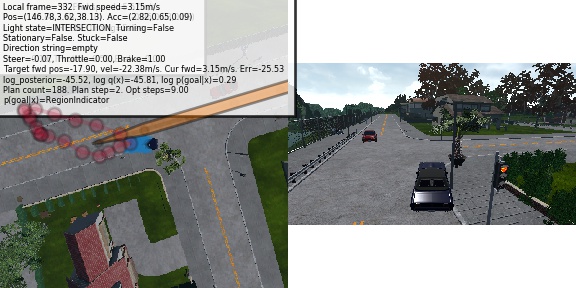 Local frame=332. Fwd speed=3.15m/s
Pos=(146.78,3.62,38.13). Acc=(2.82,0.65,0.09)
Light state=INTERSECTION. Turning=False
Stationary=False. Stuck=False
Direction string=empty
Steer=-0.07, Throttle=0.00, Brake=1.00
Target fwd pos=-17.90, vel=-22.38m/s. Cur fwd=3.15m/s. Err=-25.53
log_posterior=-45.52, log q(x)=-45.81, log p(goal|x)=0.29
Plan count=188. Plan step=2. Opt steps=9.00
p(goal|x)=RegionIndicator